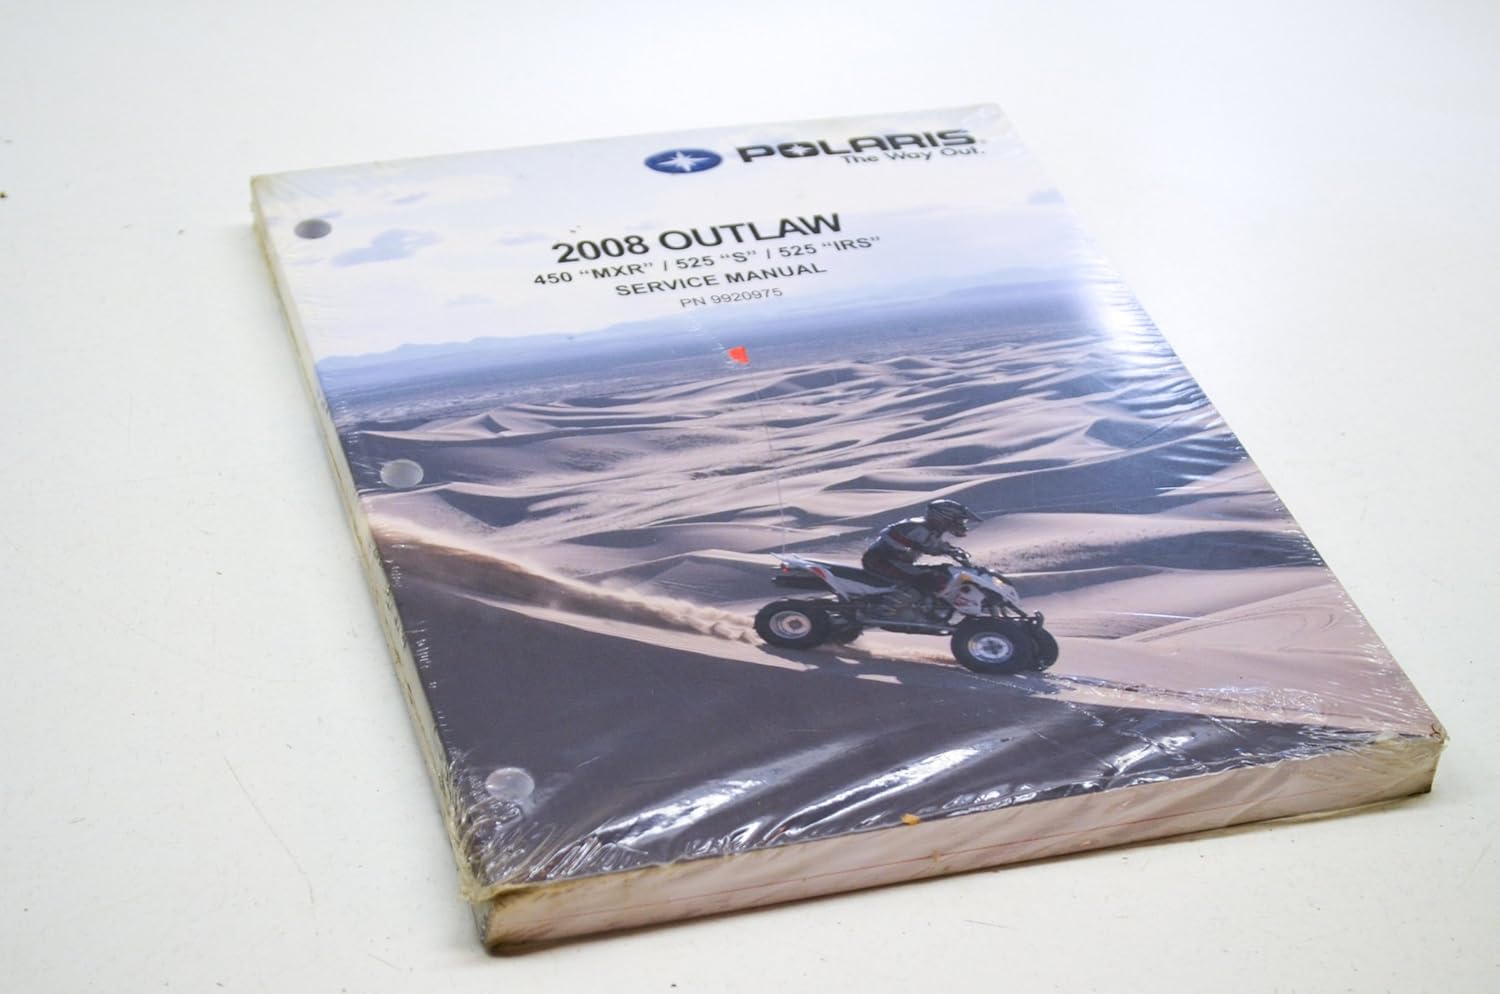 POLARIS®
The Way Out.
2008 OUTLAW
450 “MXR” / 525 “S” / 525 “IRS”
SERVICE MANUAL
PN 9920975